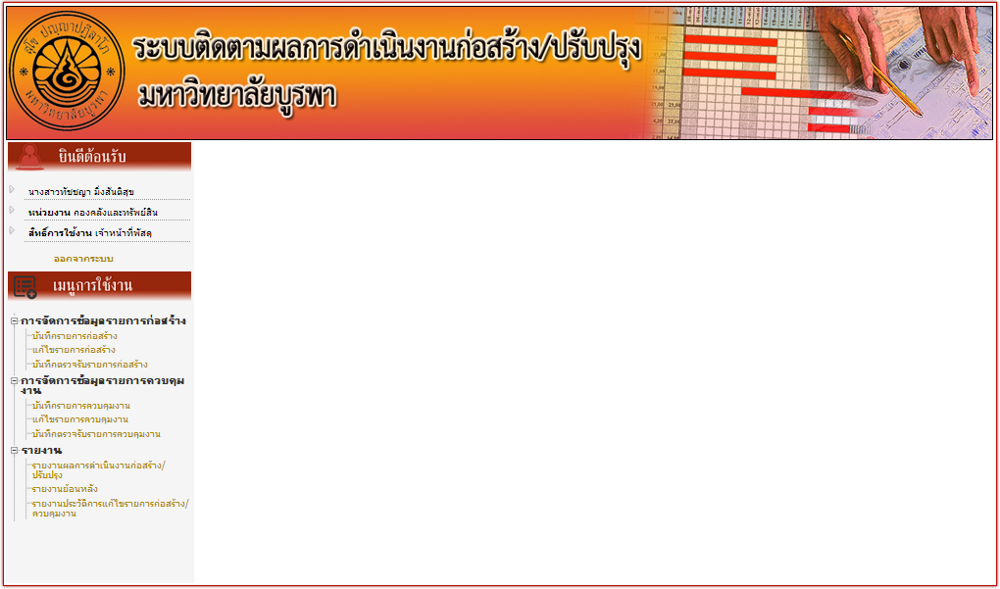 สุโข ปญฺญาปฏิลาโภ
มหาวิทยาลัยบูรพา
ระบบติดตามผลการดำเนินงานก่อสร้าง/ปรับปรุง
มหาวิทยาลัยบูรพา
ยินดีต้อนรับ
นางสาวทัชชญา มิ่งสันติสุข
หน่วยงาน กองคลังและทรัพย์สิน
สิทธิ์การใช้งาน เจ้าหน้าที่พัสดุ
ออกจากระบบ
เมนูการใช้งาน
การจัดการข้อมูลรายการก่อสร้าง
บันทึกรายการก่อสร้าง
แก้ไขรายการก่อสร้าง
บันทึกตรวจรับรายการก่อสร้าง
การจัดการข้อมูลรายการควบคุม
งาน
บันทึกรายการควบคุมงาน
แก้ไขรายการควบคุมงาน
บันทึกตรวจรับรายการควบคุมงาน
รายงาน
รายงานผลการดำเนินงานก่อสร้าง/
ปรับปรุง
รายงานย้อนหลัง
รายงานประวัติการแก้ไขรายการก่อสร้าง/
ควบคุมงาน